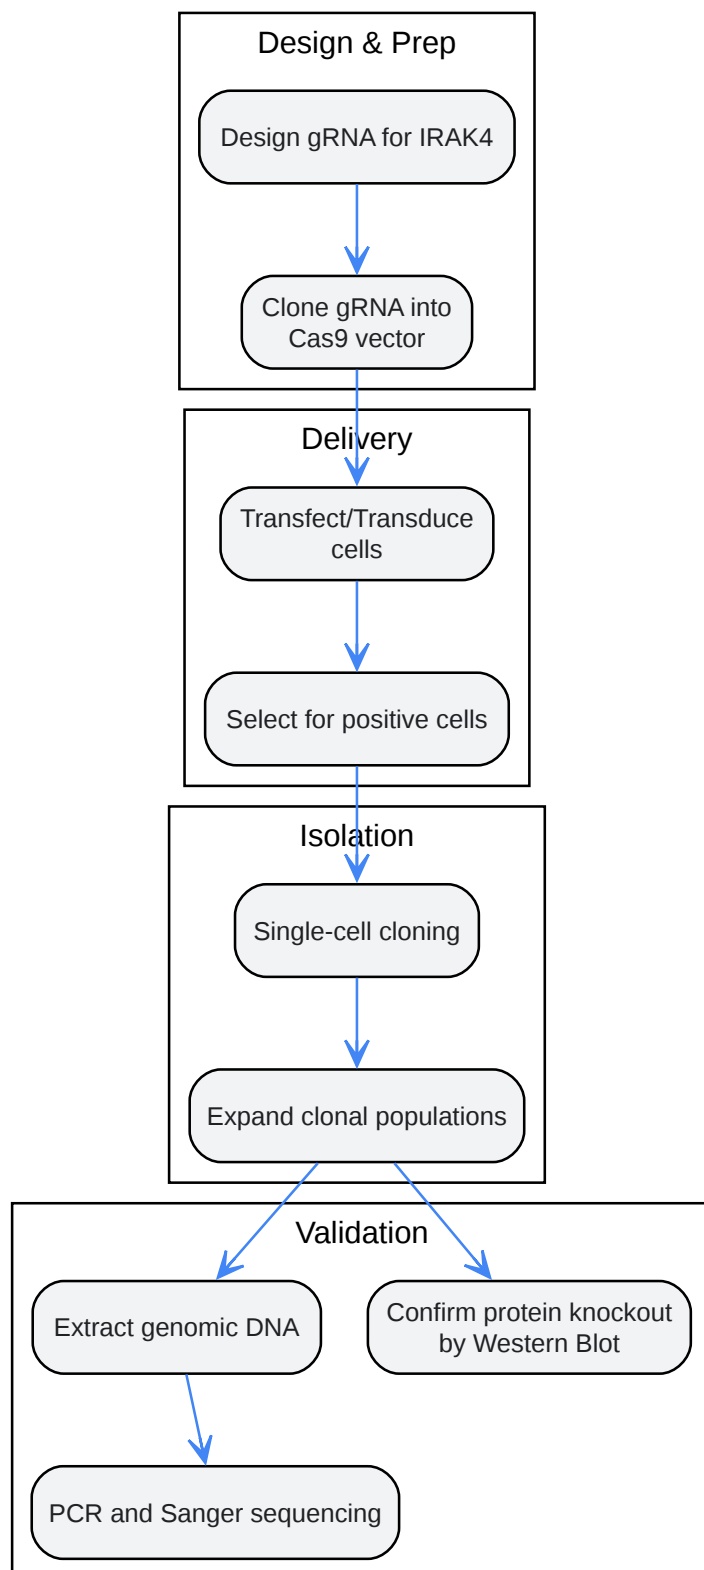 Design & Prep
Design gRNA for IRAK4
Clone gRNA into
Cas9 vector
Delivery
Transfect/Transduce
cells
Select for positive cells
Isolation
Single-cell cloning
Expand clonal populations
Validation
Extract genomic DNA
Confirm protein knockout
by Western Blot
PCR and Sanger sequencing